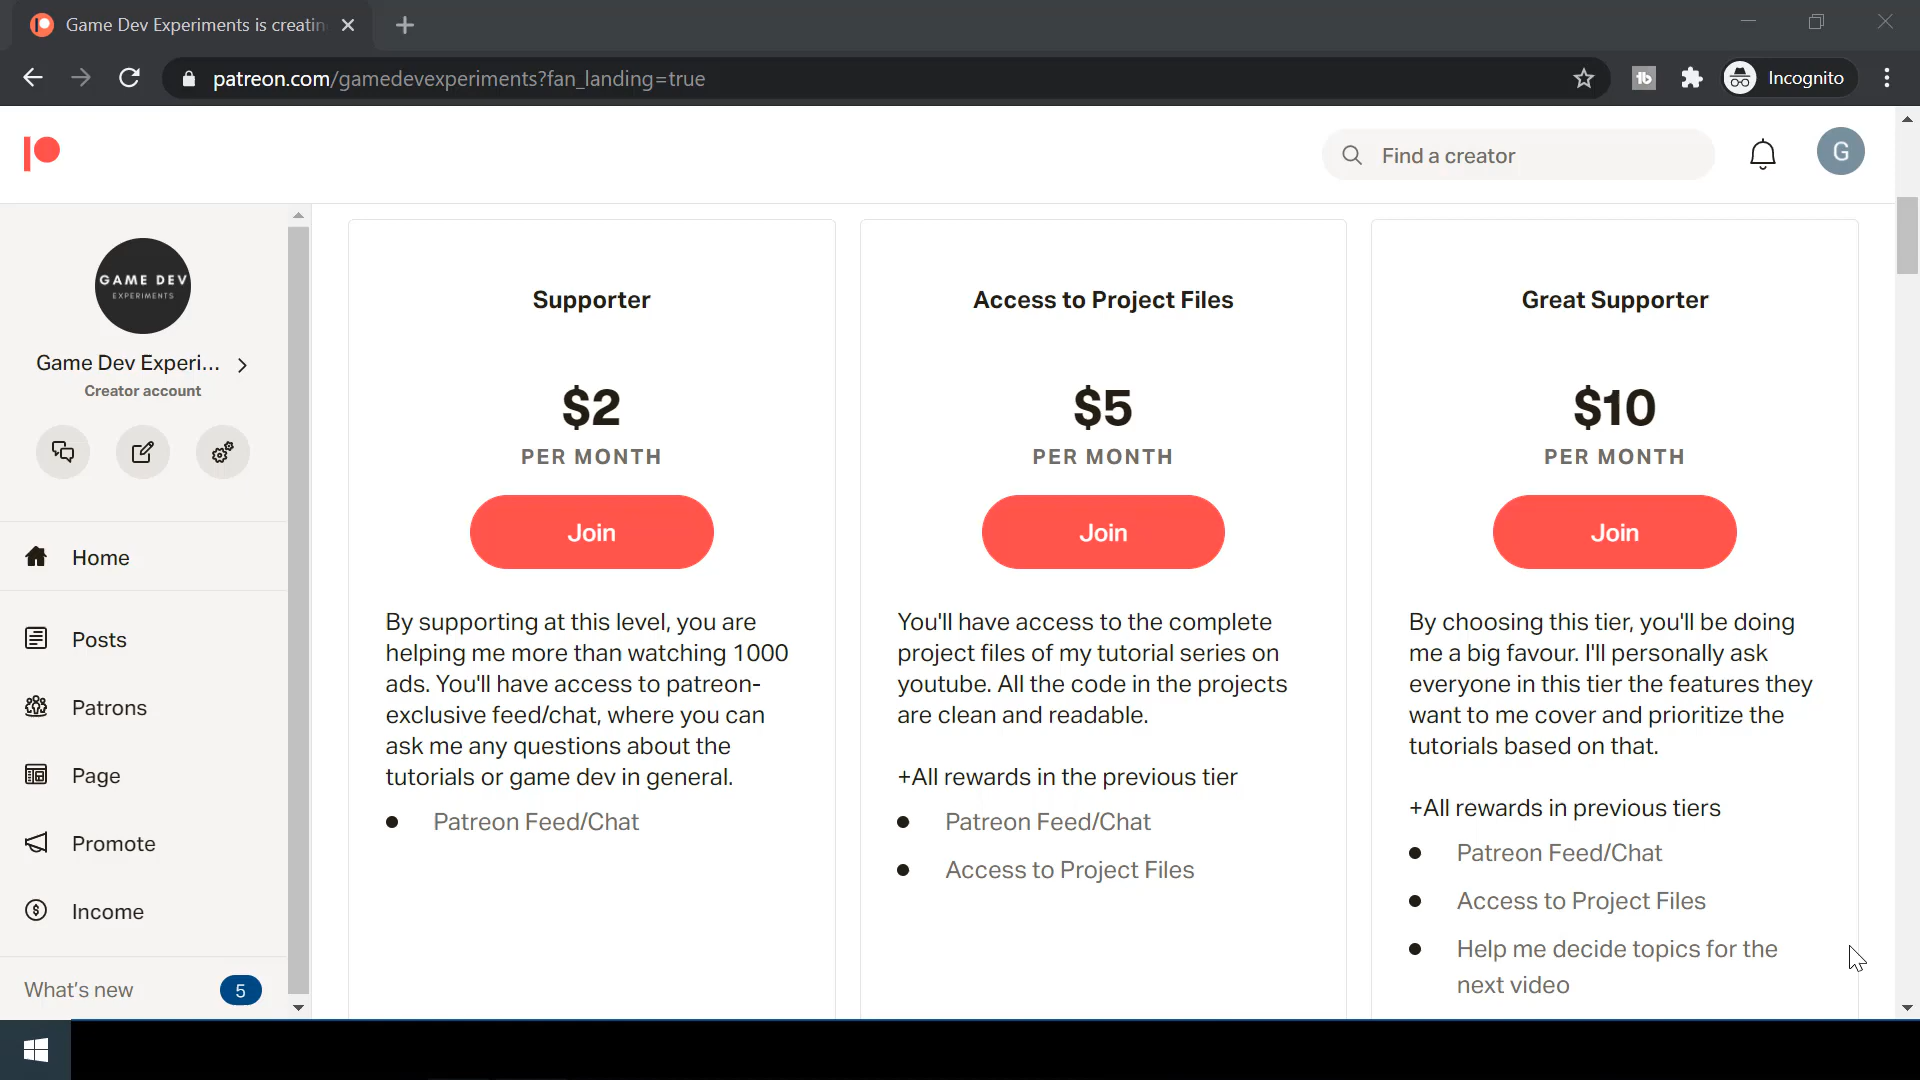 Game Dev Experiments is creatin
patreon.com/gamedevexperiments?fan_landing=true
Incognito
Find a creator
G
GAME DEV
EXPERIMENTS
Game Dev Experi...
Creator account
Home
Posts
Patrons
Page
Promote
Income
What's new
5
Supporter
$2
PER MONTH
Join
By supporting at this level, you are
helping me more than watching 1000
ads. You'll have access to patreon-
exclusive feed/chat, where you can
ask me any questions about the
tutorials or game dev in general.
Patreon Feed/Chat
Access to Project Files
$5
PER MONTH
Join
You'll have access to the complete
project files of my tutorial series on
youtube. All the code in the projects
are clean and readable.
+All rewards in the previous tier
Patreon Feed/Chat
Access to Project Files
Great Supporter
$10
PER MONTH
Join
By choosing this tier, you'll be doing
me a big favour. I'll personally ask
everyone in this tier the features they
want to me cover and prioritize the
tutorials based on that.
+All rewards in previous tiers
Patreon Feed/Chat
Access to Project Files
Help me decide topics for the
next video